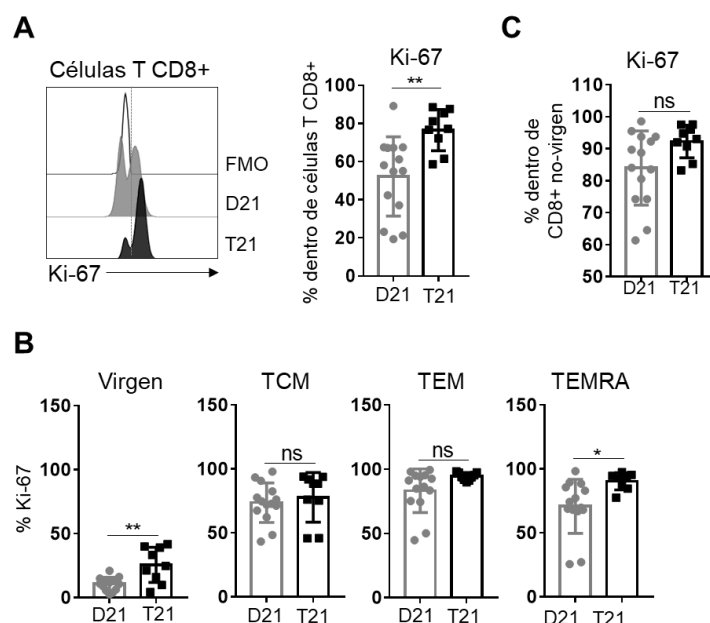 A
Células T CD8+
FMO
D21
T21
Ki-67
Ki-67
**
% dentro de células T CD8+
100
80
60
40
20
0
D21 T21
C
Ki-67
ns
% dentro de
CD8+ no-virgen
100
90
80
70
60
50
D21 T21
B
Virgen
% Ki-67
150
100
50
0
**
D21 T21
TCM
150
100
50
0
ns
D21 T21
TEM
150
100
50
0
ns
D21 T21
TEMRA
150
100
50
0
*
D21 T21